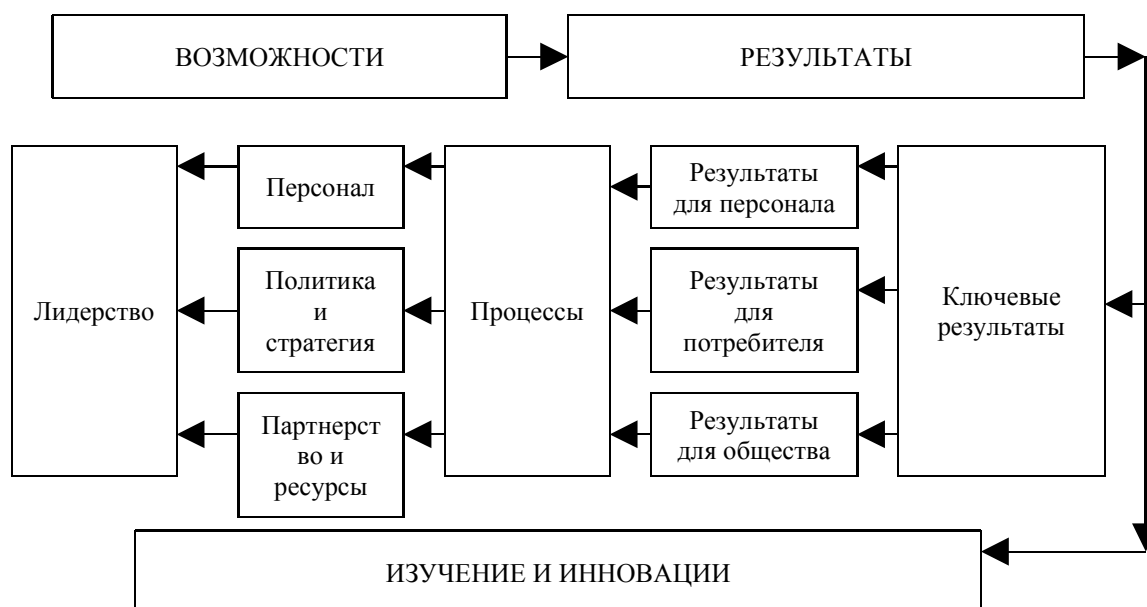 ВОЗМОЖНОСТИ
РЕЗУЛЬТАТЫ
Лидерство
Персонал
Политика
и
стратегия
Партнерст
во и
ресурсы
Процессы
Результаты
для персонала
Результаты
для
потребителя
Результаты
для общества
Ключевые
результаты
ИЗУЧЕНИЕ И ИННОВАЦИИ